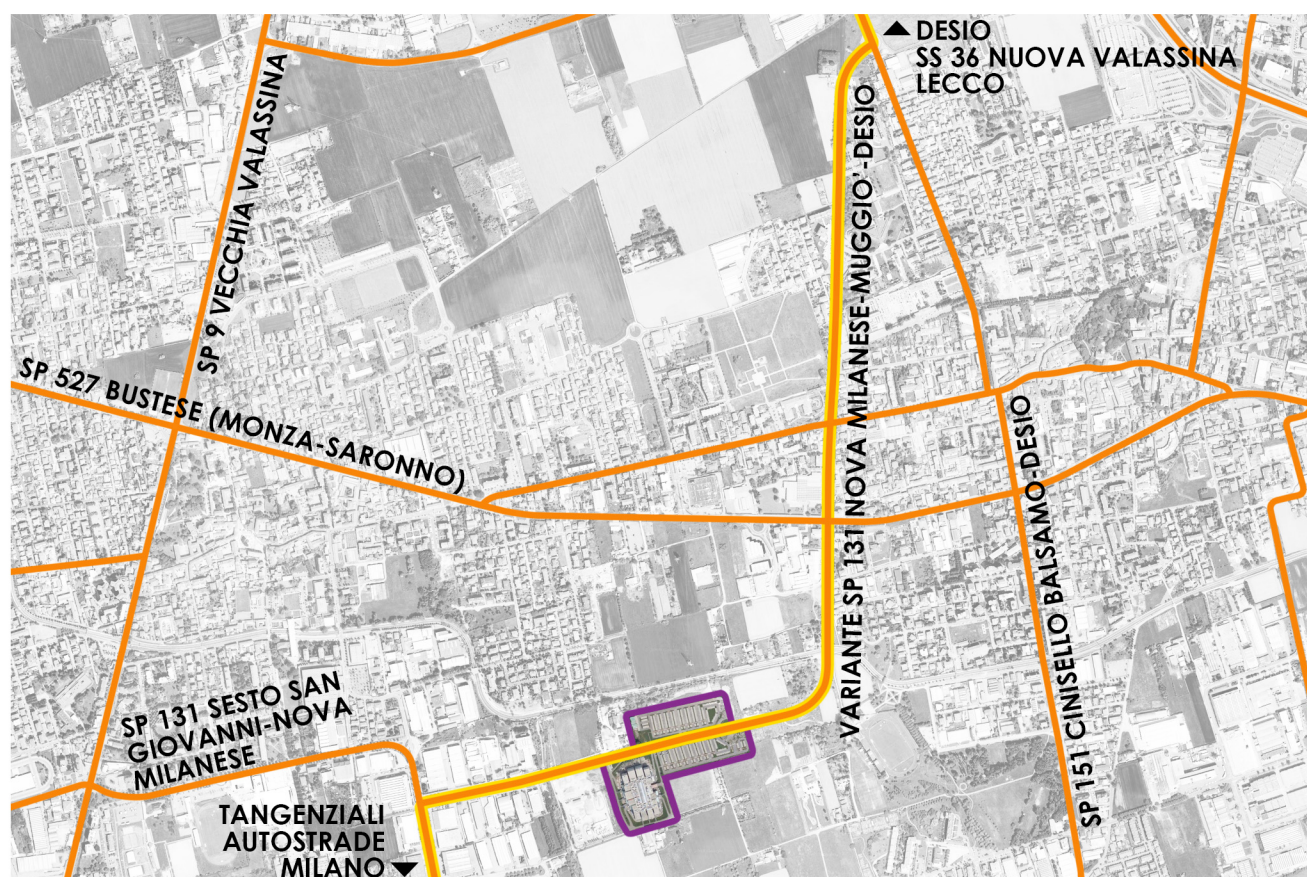 DESIO
SS 36 NUOVA VALASSINA
LECCO
SP 9 VECCHIA VALASSINA
VARIANTE SP 131 NOVA MILANESE-MUGGIO'-DESIO
SP 527 BUSTESE (MONZA-SARONNO)
SP 151 CINISELLO BALSAMO-DESIO
SP 131 SESTO SAN
GIOVANNI-NOVA
MILANESE
TANGENZIALI
AUTOSTRADE
MILANO